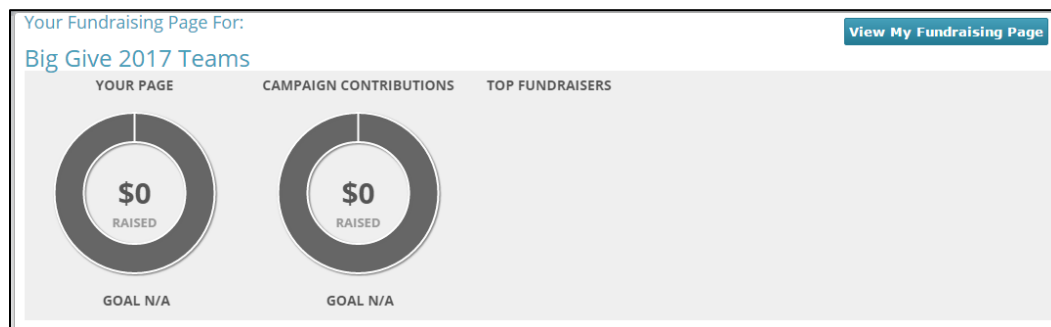 Your Fundraising Page For:
View My Fundraising Page
Big Give 2017 Teams
YOUR PAGE
CAMPAIGN CONTRIBUTIONS
TOP FUNDRAISERS
$0
RAISED
$0
RAISED
GOAL N/A
GOAL N/A